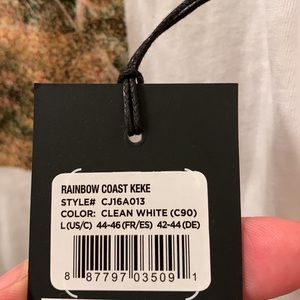 RAINBOW COAST KEKE
STYLE# CJ16A013
COLOR: CLEAN WHITE (C90)
L(US/C) 44-46(FR/ES) 42-44(DE)
8 87797 03509 1